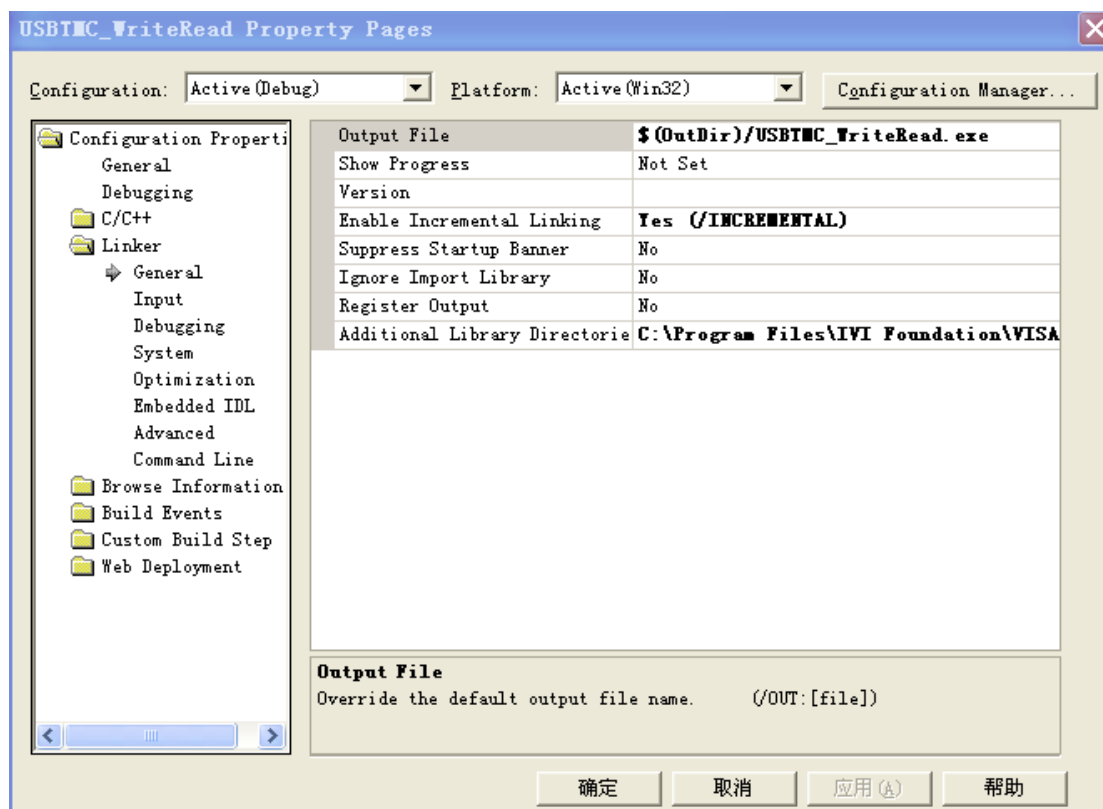 USBTMC_WriteRead Property Pages
Configuration: Active(Debug) Platform: Active(Win32) Configuration Manager...
Configuration Properti
General
Debugging
C/C++
Linker
General
Input
Debugging
System
Optimization
Embedded IDL
Advanced
Command Line
Browse Information
Build Events
Custom Build Step
Web Deployment
Output File $(OutDir)/USBTMC_WriteRead.exe
Show Progress Not Set
Version
Enable Incremental Linking Yes (/INCREMENTAL)
Suppress Startup Banner No
Ignore Import Library No
Register Output No
Additional Library Directorie C:\Program Files\IVI Foundation\VISA
Output File
Override the default output file name. (/OUT:[file])
确定 取消 应用(A) 帮助